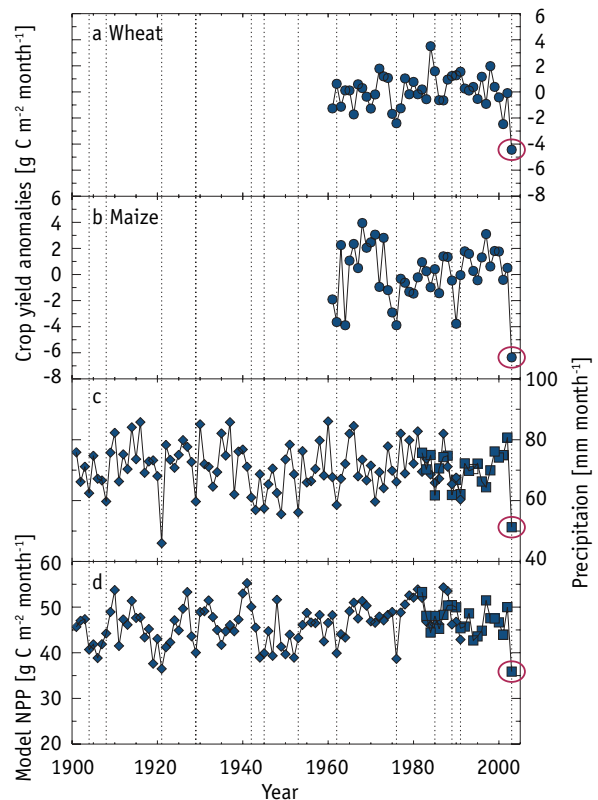 a Wheat
6
4
2
0
-2
-4
-6
-8
Crop yield anomalies [g C m⁻² month⁻¹]
b Maize
6
4
2
0
-2
-4
-6
-8
c
100
80
60
40
Precipitaion [mm month⁻¹]
d
60
50
40
30
20
Model NPP [g C m⁻² month⁻¹]
1900 1920 1940 1960 1980 2000
Year